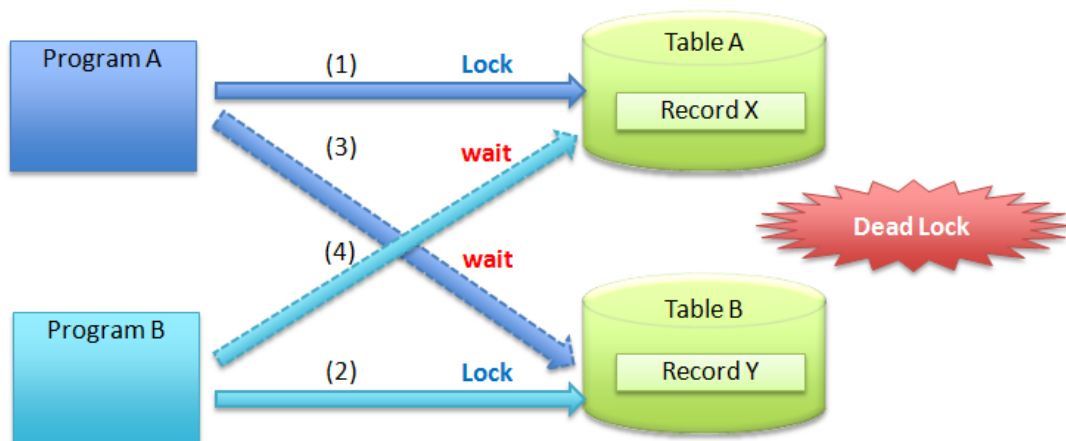 Program A
(1)
Lock
Table A
Record X
(3)
wait
Dead Lock
(4)
wait
Program B
Table B
(2)
Lock
Record Y